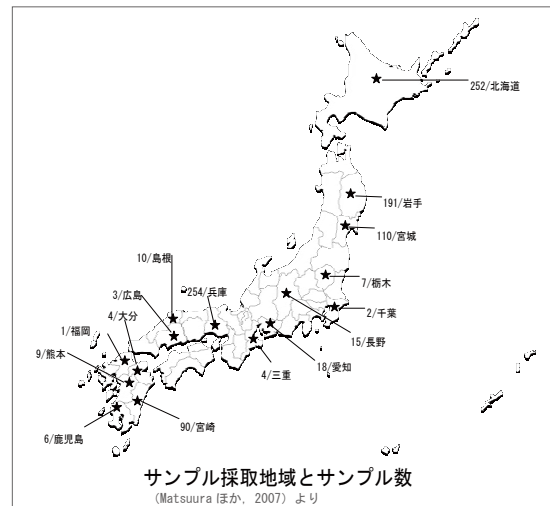 252/北海道
191/岩手
110/宮城
10/島根
3/広島
254/兵庫
7/栃木
4/大分
2/千葉
1/福岡
15/長野
9/熊本
18/愛知
4/三重
6/鹿児島
90/宮崎
サンプル採取地域とサンプル数
（Matsuura ほか, 2007）より